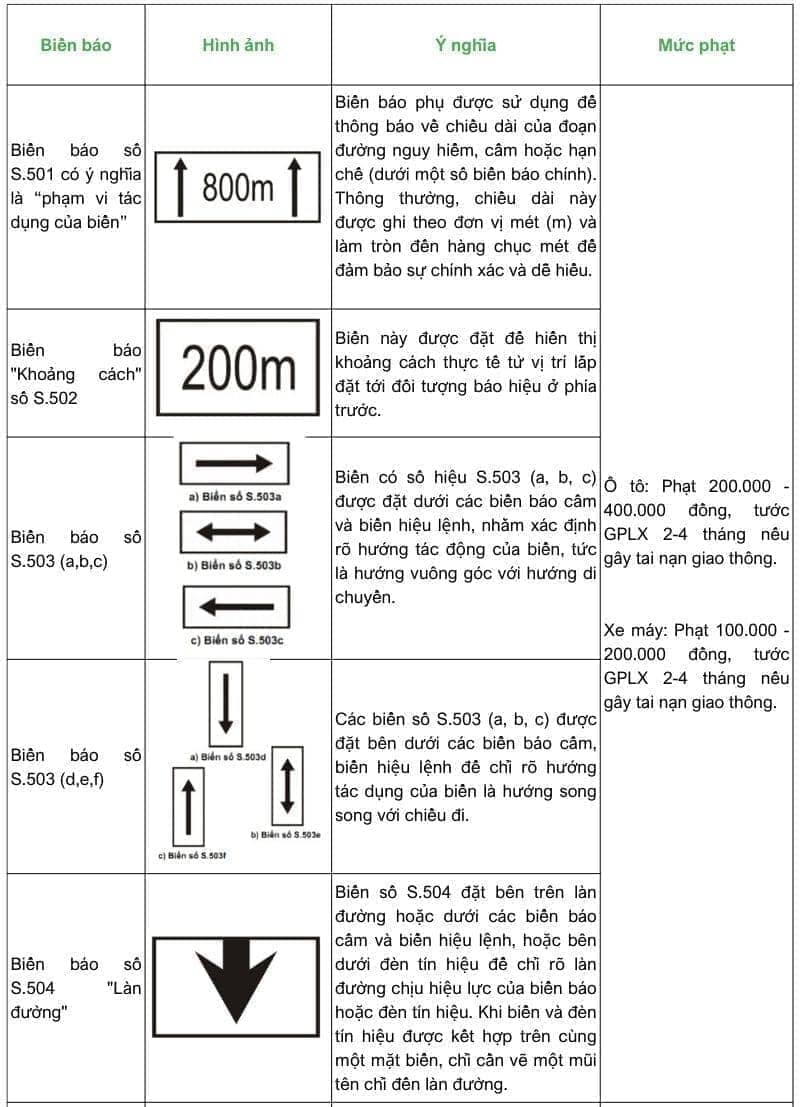 Biển báo
Hình ảnh
Ý nghĩa
Mức phạt
Biển báo số
S.501 có ý nghĩa
là “phạm vi tác
dụng của biển”
800m
Biển báo phụ được sử dụng để
thông báo về chiều dài của đoạn
đường nguy hiểm, cấm hoặc hạn
chế (dưới một số biển báo chính).
Thông thường, chiều dài này
được ghi theo đơn vị mét (m) và
làm tròn đến hàng chục mét để
đảm bảo sự chính xác và dễ hiểu.
Biển báo
"Khoảng cách"
số S.502
200m
Biển này được đặt để hiển thị
khoảng cách thực tế từ vị trí lắp
đặt tới đối tượng báo hiệu ở phía
trước.
Biển báo số
S.503 (a,b,c)
a) Biển số S.503a
b) Biển số S.503b
c) Biển số S.503c
Biển có số hiệu S.503 (a, b, c)
được đặt dưới các biển báo cấm
và biển hiệu lệnh, nhằm xác định
rõ hướng tác động của biển, tức
là hướng vuông góc với hướng di
chuyển.
Ô tô: Phạt 200.000 -
400.000 đồng, tước
GPLX 2-4 tháng nếu
gây tai nạn giao thông.
Xe máy: Phạt 100.000 -
200.000 đồng, tước
GPLX 2-4 tháng nếu
gây tai nạn giao thông.
Biển báo số
S.503 (d,e,f)
a) Biển số S.503d
b) Biển số S.503e
c) Biển số S.503f
Các biển số S.503 (a, b, c) được
đặt bên dưới các biển báo cấm,
biển hiệu lệnh để chỉ rõ hướng
tác dụng của biển là hướng song
song với chiều đi.
Biển báo số
S.504 "Làn
đường"
Biển số S.504 đặt bên trên làn
đường hoặc dưới các biển báo
cấm và biển hiệu lệnh, hoặc bên
dưới đèn tín hiệu để chỉ rõ làn
đường chịu hiệu lực của biển báo
hoặc đèn tín hiệu. Khi biển và đèn
tín hiệu được kết hợp trên cùng
một mặt biển, chỉ cần vẽ một mũi
tên chỉ đến làn đường.